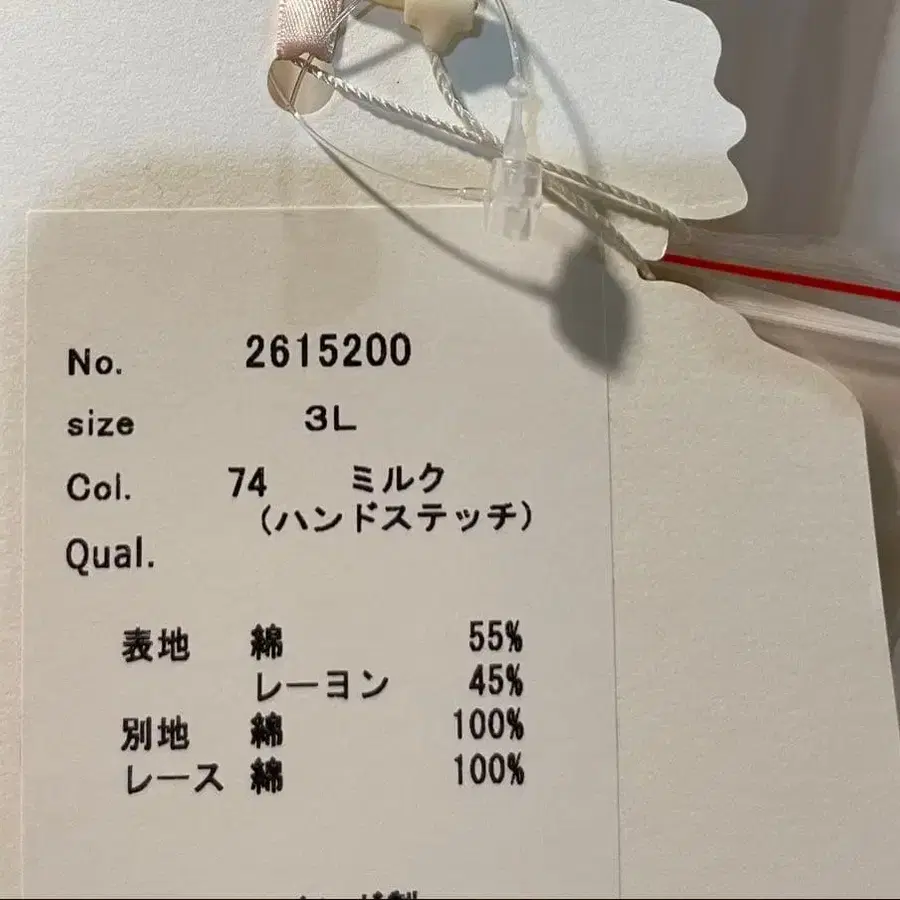 No. 2615200
size 3L
Col. 74 ミルク
(ハンドステッチ)
Qual.
表地 綿 55%
レーヨン 45%
別地 綿 100%
レース 綿 100%